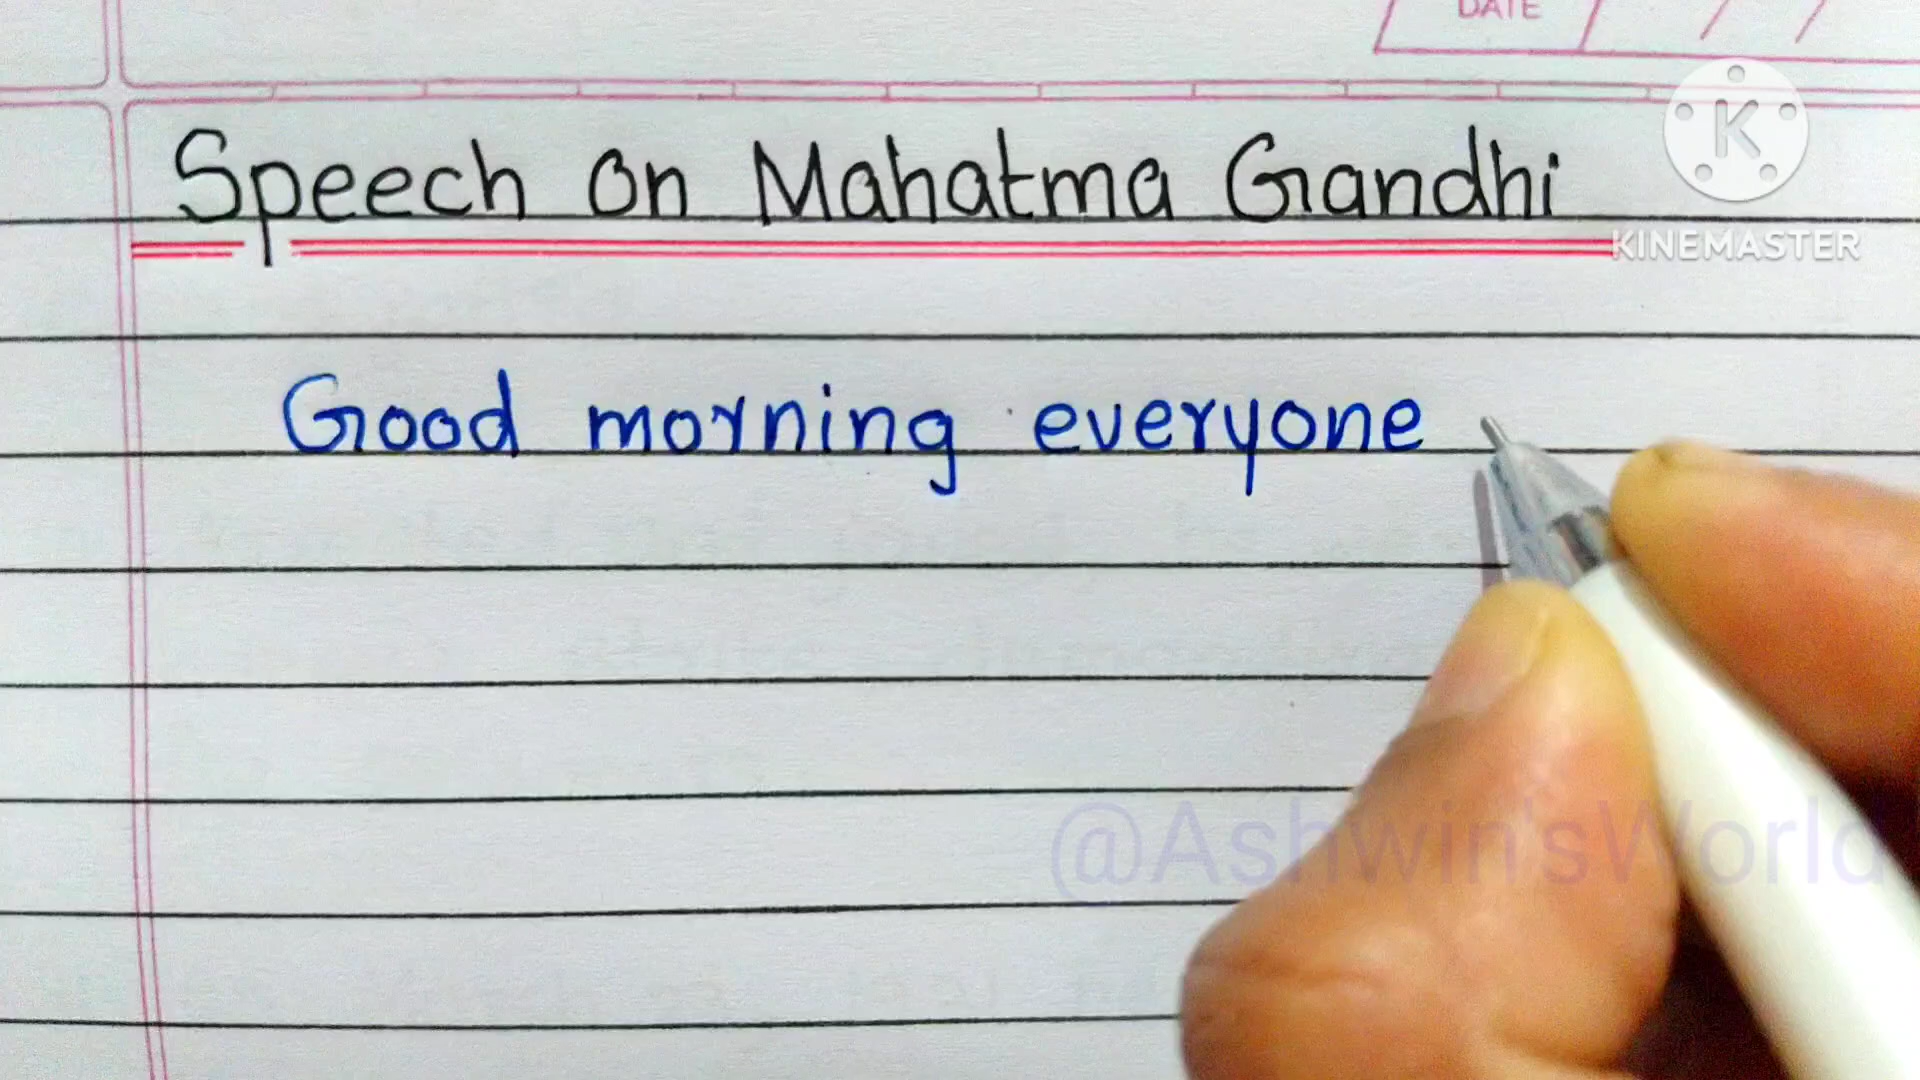 DATE
Speech on Mahatma Gandhi
KINEMASTER
Good morning everyone
@Ashwin'sWorld